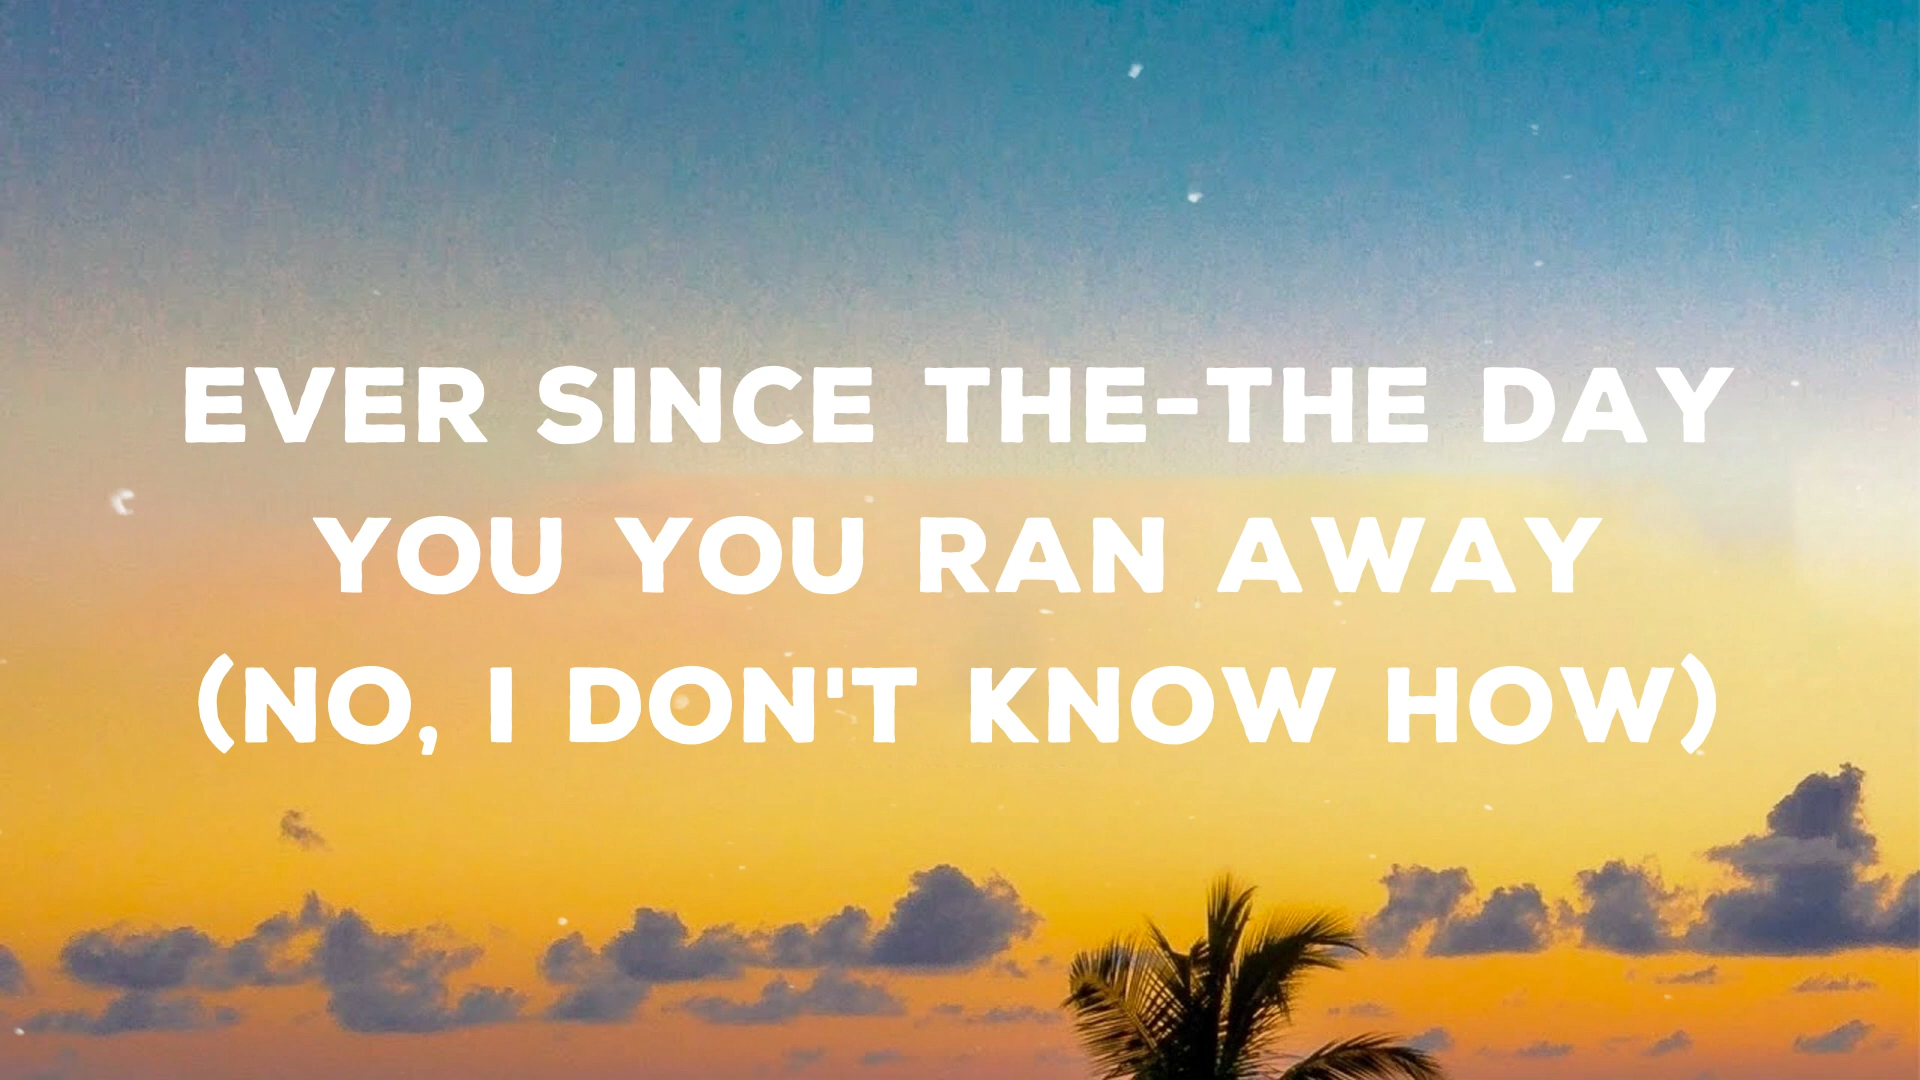 EVER SINCE THE-THE DAY
YOU YOU RAN AWAY
(NO, I DON'T KNOW HOW)